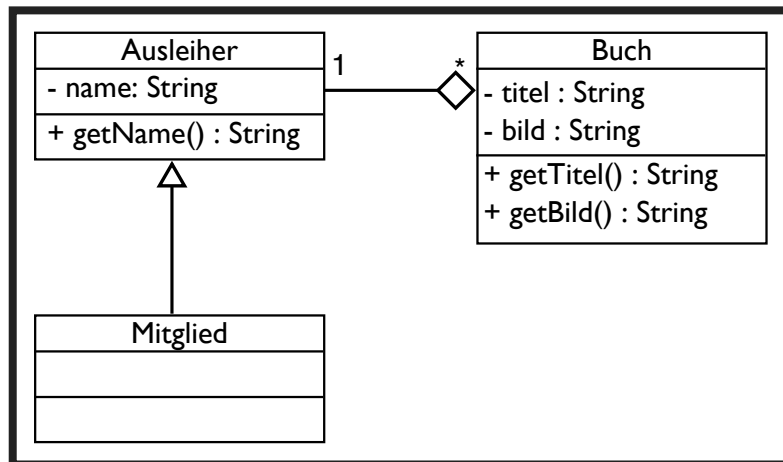 Ausleiher
- name: String
+ getName() : String
1
*
Buch
- titel : String
- bild : String
+ getTitel() : String
+ getBild() : String
Mitglied